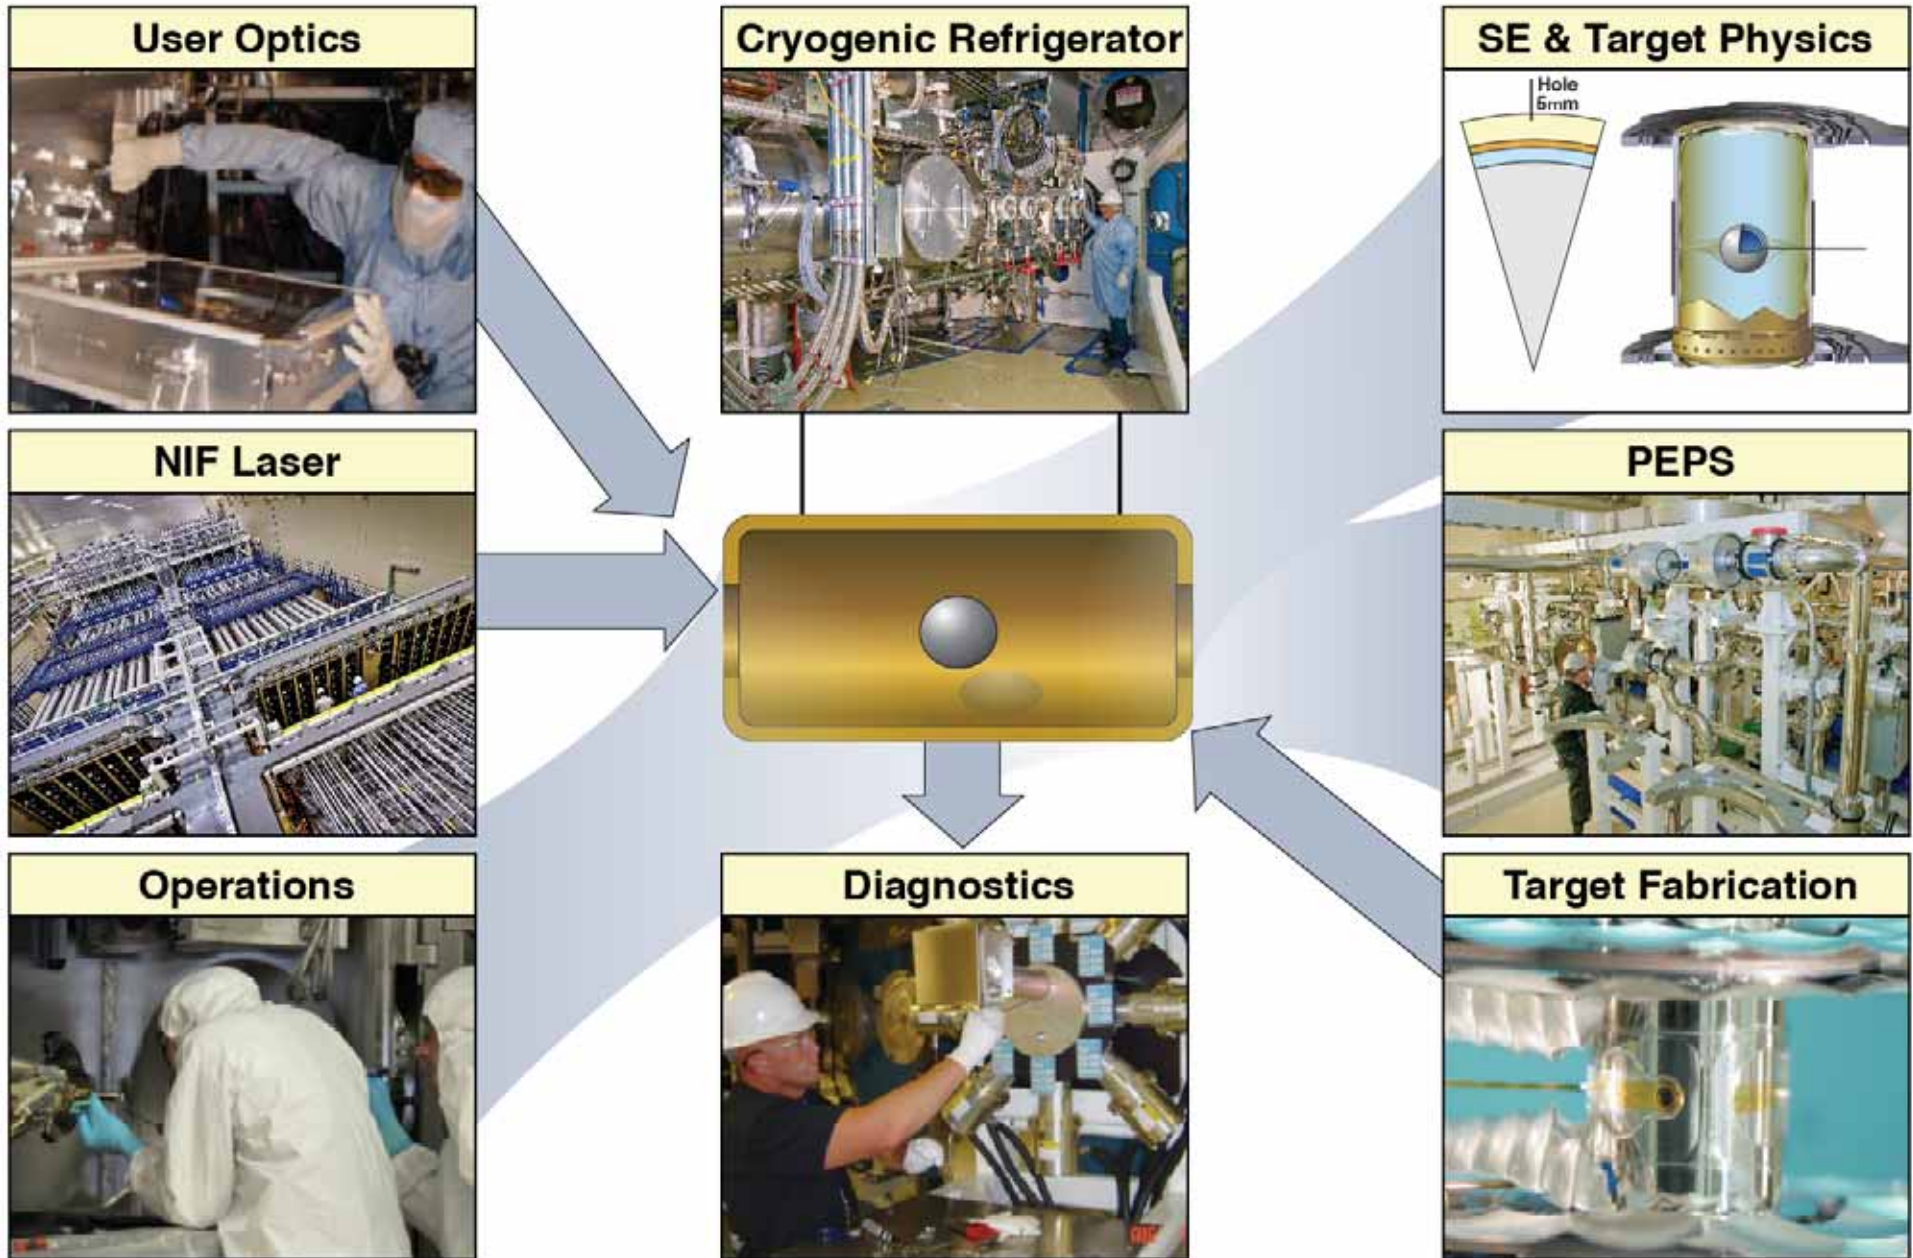 User Optics
Cryogenic Refrigerator
SE & Target Physics
Hole
5mm
NIF Laser
PEPS
Operations
Diagnostics
Target Fabrication